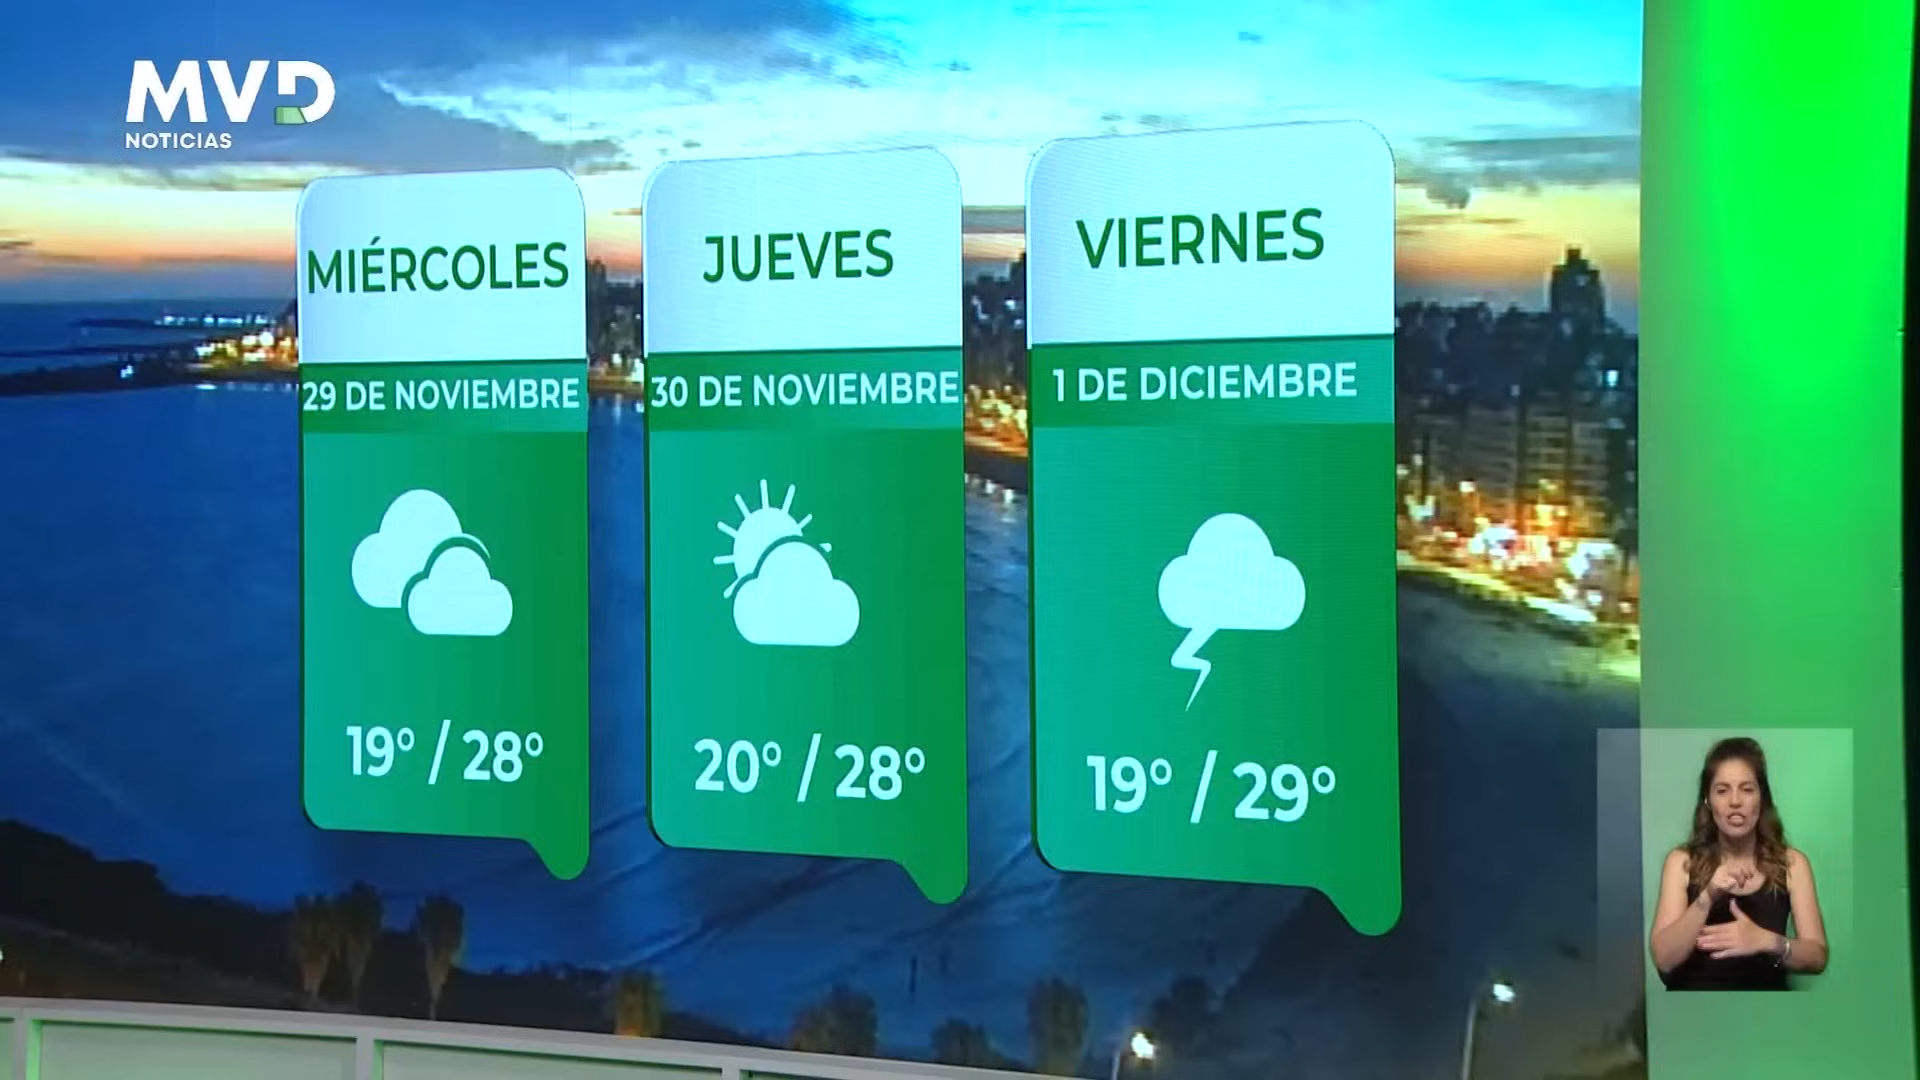 MVD
NOTICIAS
MIÉRCOLES
29 DE NOVIEMBRE
19° / 28°
JUEVES
30 DE NOVIEMBRE
20° / 28°
VIERNES
1 DE DICIEMBRE
19° / 29°